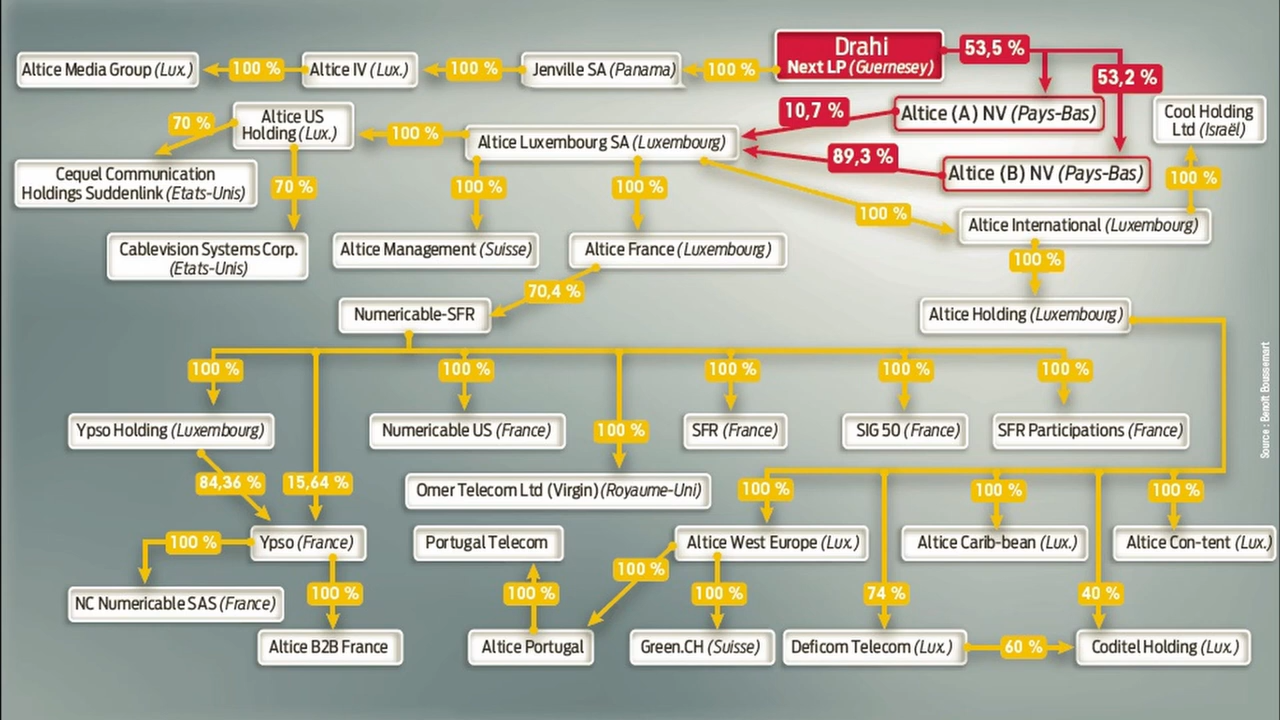 Drahi
Next LP (Guernesey)
53,5 %
53,2 %
Altice Media Group (Lux.)
100 %
Altice IV (Lux.)
100 %
Jenville SA (Panama)
100 %
10,7 %
Altice (A) NV (Pays-Bas)
Cool Holding
Ltd (Israël)
70 %
Altice US
Holding (Lux.)
100 %
Altice Luxembourg SA (Luxembourg)
89,3 %
Altice (B) NV (Pays-Bas)
100 %
Cequel Communication
Holdings Suddenlink (Etats-Unis)
70 %
100 %
100 %
100 %
Altice International (Luxembourg)
Cablevision Systems Corp.
(Etats-Unis)
Altice Management (Suisse)
Altice France (Luxembourg)
100 %
70,4 %
Numericable-SFR
Altice Holding (Luxembourg)
100 %
100 %
100 %
100 %
100 %
Ypso Holding (Luxembourg)
Numericable US (France)
100 %
SFR (France)
SIG 50 (France)
SFR Participations (France)
84,36 %
15,64 %
Omer Telecom Ltd (Virgin) (Royaume-Uni)
100 %
100 %
100 %
100 %
Ypso (France)
Portugal Telecom
Altice West Europe (Lux.)
Altice Carib-bean (Lux.)
Altice Con-tent (Lux.)
100 %
NC Numericable SAS (France)
100 %
100 %
100 %
74 %
40 %
Altice B2B France
Altice Portugal
Green.CH (Suisse)
Deficom Telecom (Lux.)
60 %
Coditel Holding (Lux.)
Source : Benoît Boussemart